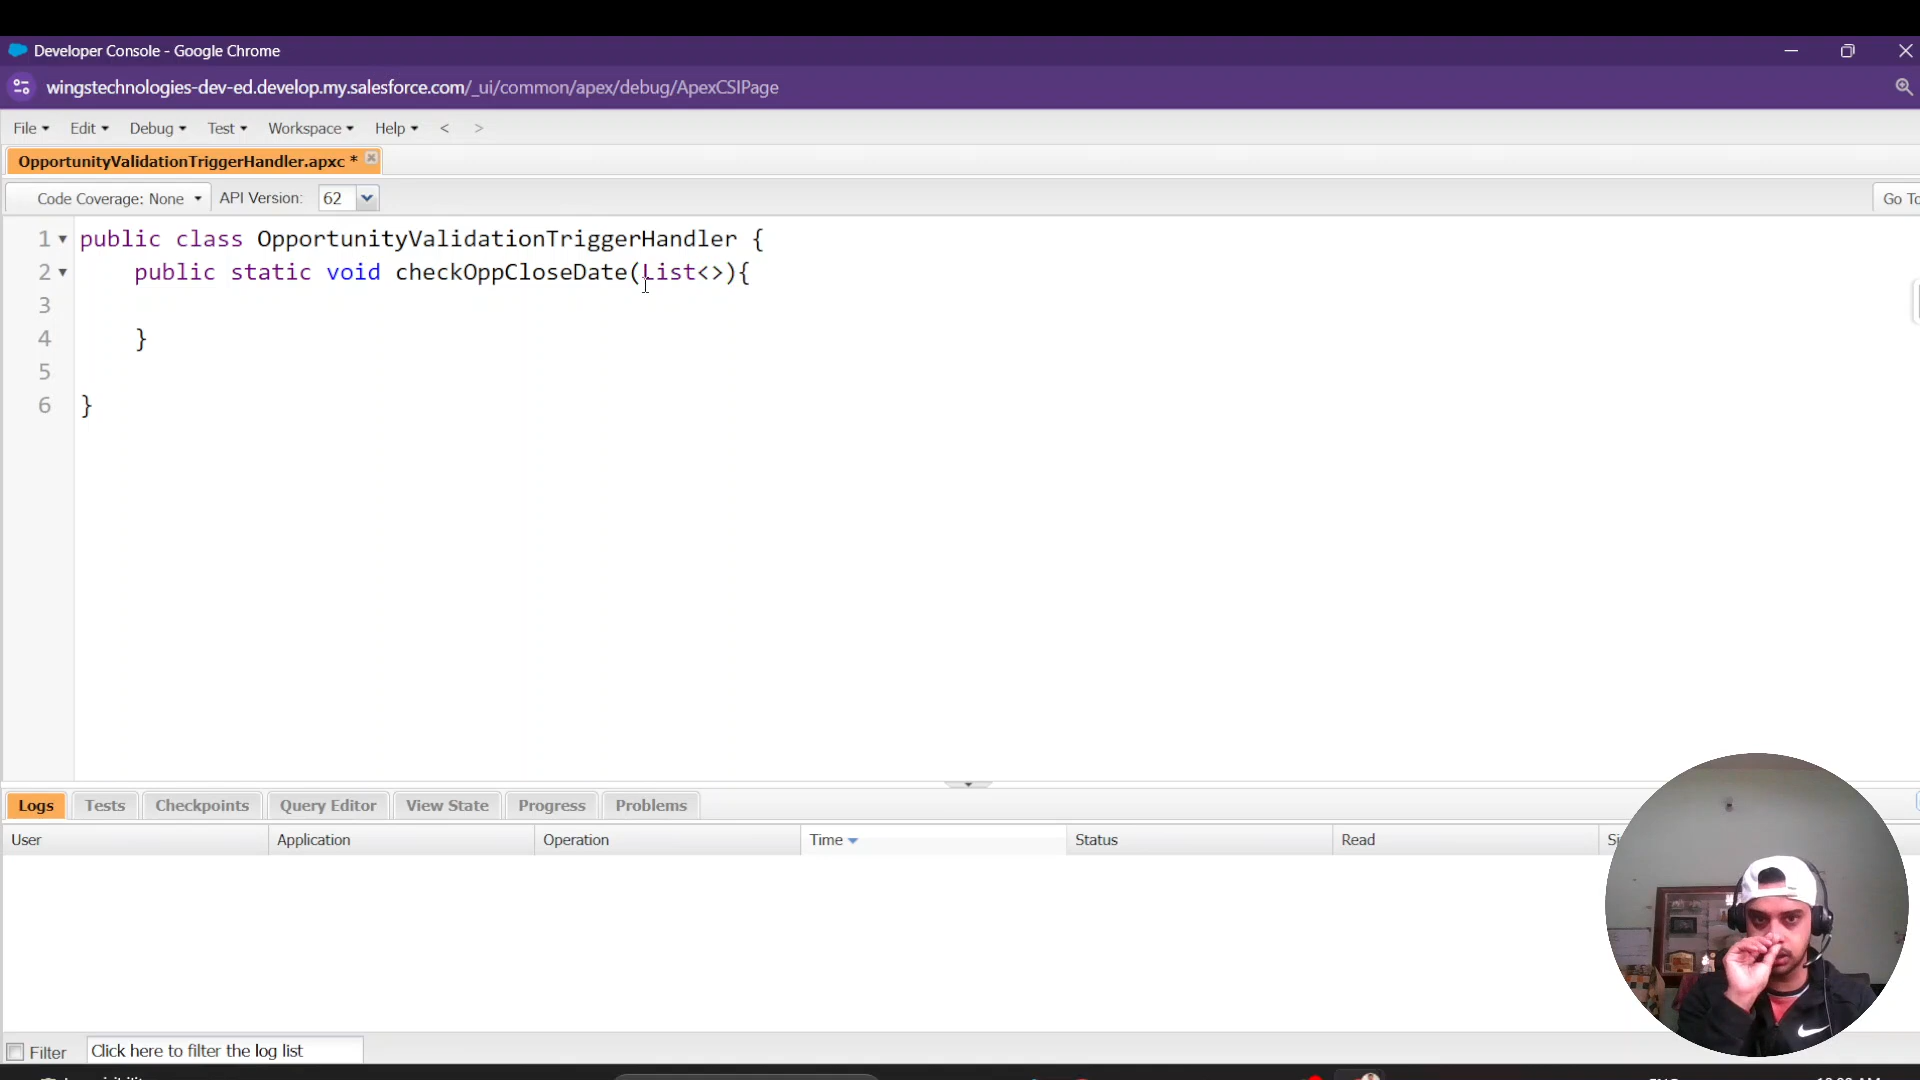 Developer Console - Google Chrome
wingstechnologies-dev-ed.develop.my.salesforce.com/_ui/common/apex/debug/ApexCSIPage
File Edit Debug Test Workspace Help < >
OpportunityValidationTriggerHandler.apxc *
Code Coverage: None API Version: 62 Go To
1 public class OpportunityValidationTriggerHandler {
2 public static void checkOppCloseDate(List<>){
3
4 }
5
6 }
Logs Tests Checkpoints Query Editor View State Progress Problems
User Application Operation Time Status Read
Filter Click here to filter the log list